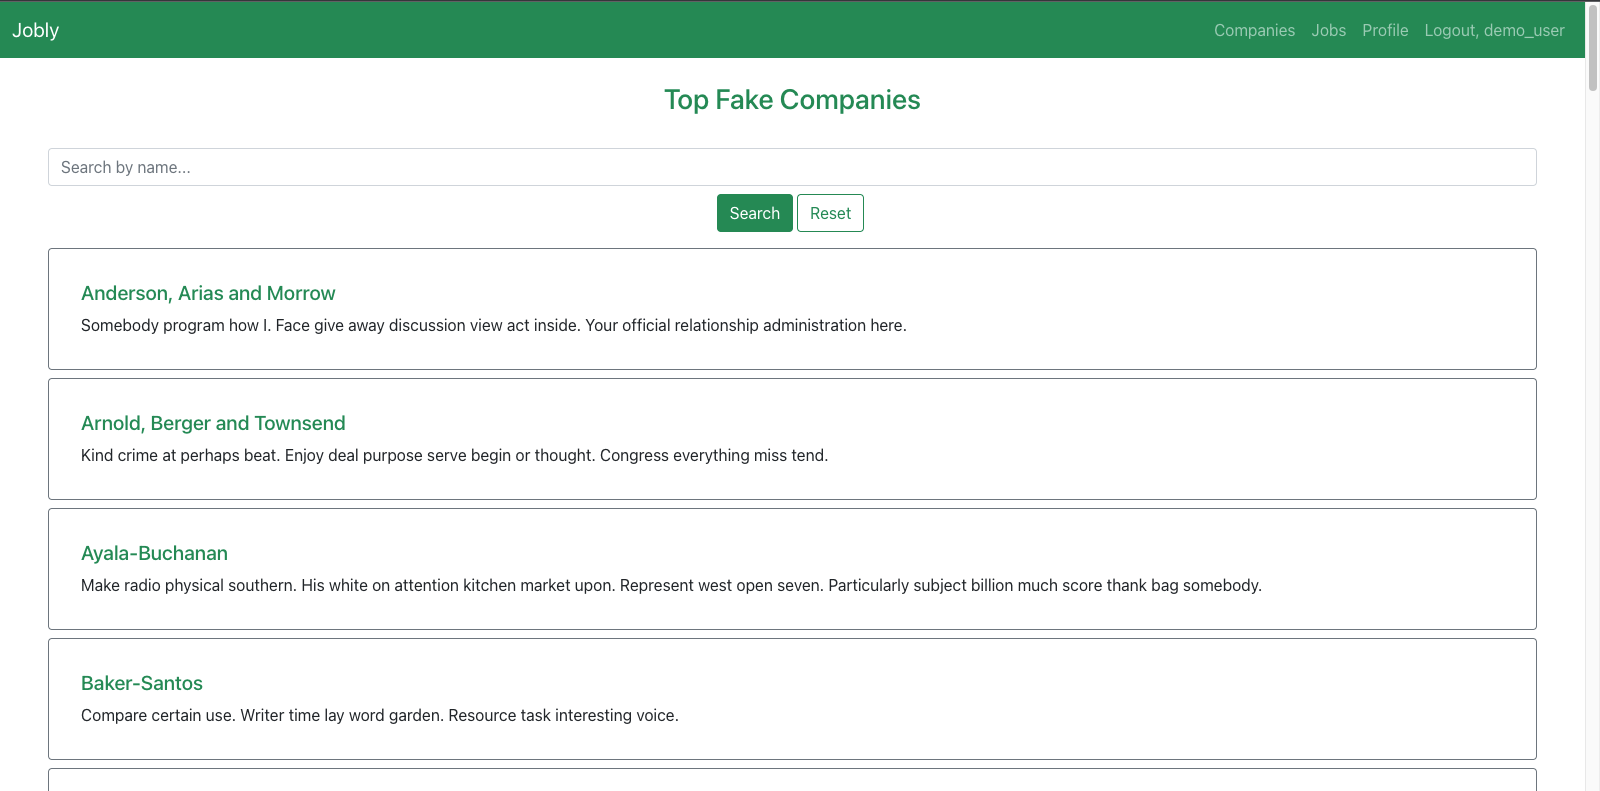 Jobly
Companies Jobs Profile Logout, demo_user
Top Fake Companies
Search by name...
Search Reset
Anderson, Arias and Morrow
Somebody program how I. Face give away discussion view act inside. Your official relationship administration here.
Arnold, Berger and Townsend
Kind crime at perhaps beat. Enjoy deal purpose serve begin or thought. Congress everything miss tend.
Ayala-Buchanan
Make radio physical southern. His white on attention kitchen market upon. Represent west open seven. Particularly subject billion much score thank bag somebody.
Baker-Santos
Compare certain use. Writer time lay word garden. Resource task interesting voice.